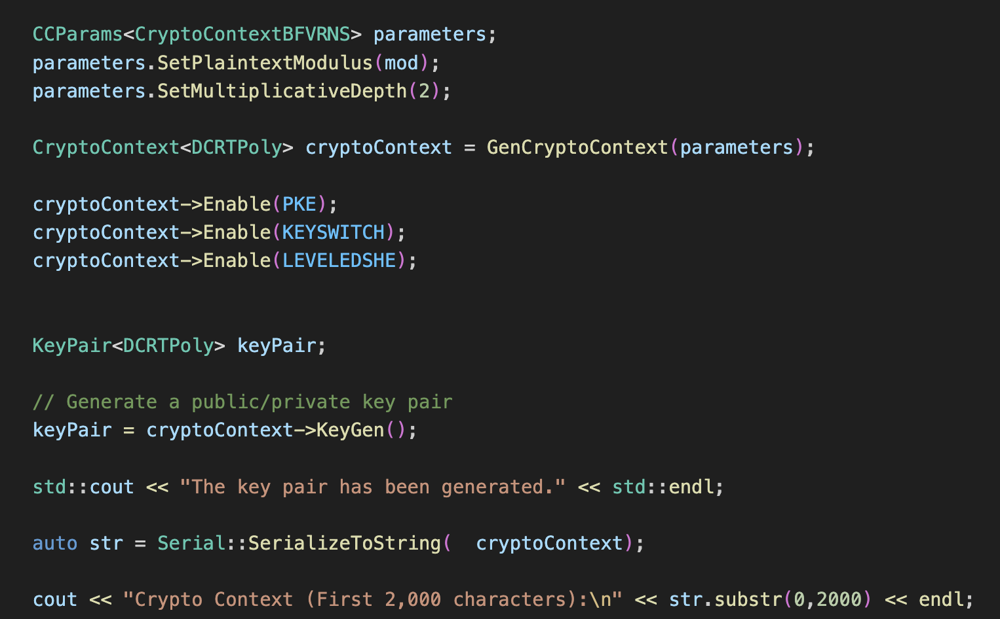 CCParams<CryptoContextBFVRNS> parameters;
parameters.SetPlaintextModulus(mod);
parameters.SetMultiplicativeDepth(2);
CryptoContext<DCRTPoly> cryptoContext = GenCryptoContext(parameters);
cryptoContext->Enable(PKE);
cryptoContext->Enable(KEYSWITCH);
cryptoContext->Enable(LEVELEDSHE);
KeyPair<DCRTPoly> keyPair;
// Generate a public/private key pair
keyPair = cryptoContext->KeyGen();
std::cout << "The key pair has been generated." << std::endl;
auto str = Serial::SerializeToString(  cryptoContext);
cout << "Crypto Context (First 2,000 characters):\n" << str.substr(0,2000) << endl;